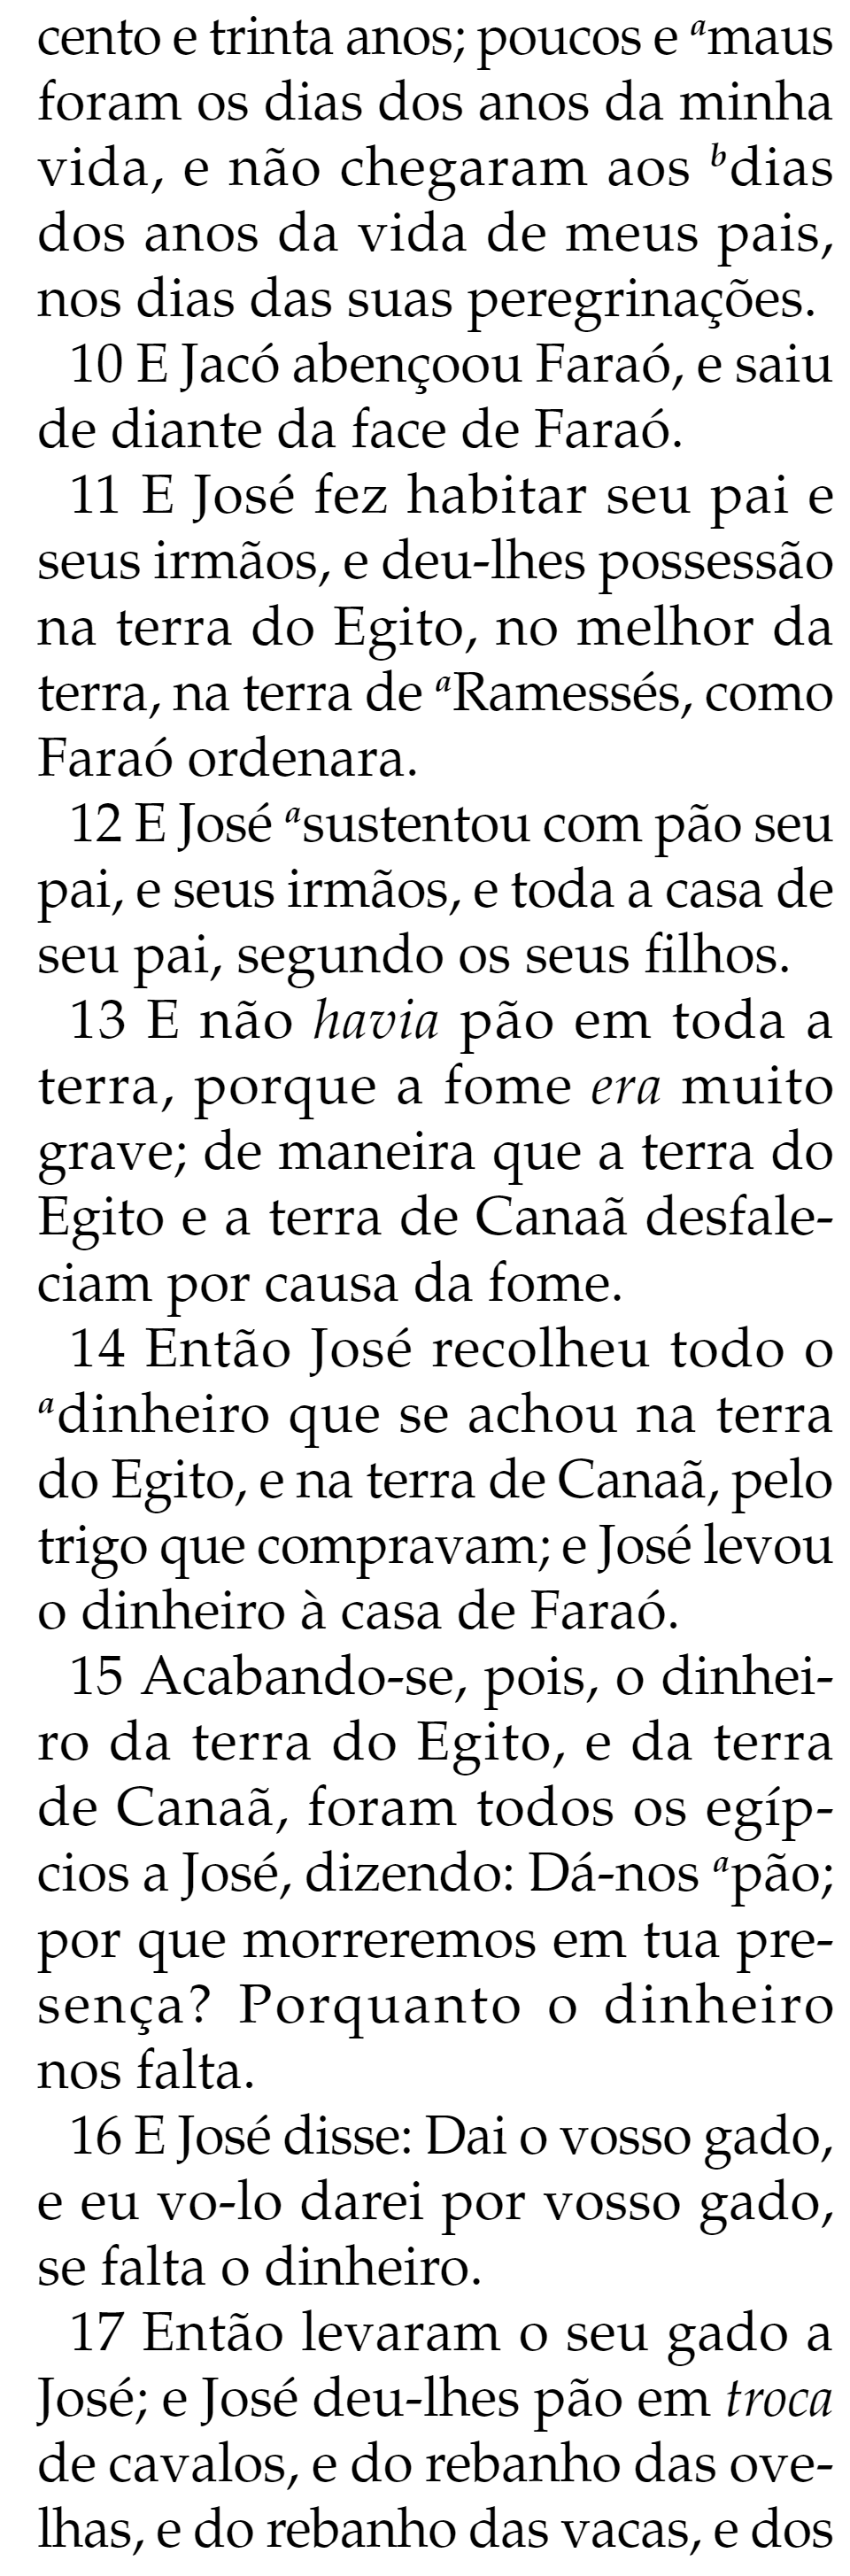 cento e trinta anos; poucos e ᵃmaus
foram os dias dos anos da minha
vida, e não chegaram aos ᵇdias
dos anos da vida de meus pais,
nos dias das suas peregrinações.
10 E Jacó abençoou Faraó, e saiu
de diante da face de Faraó.
11 E José fez habitar seu pai e
seus irmãos, e deu-lhes possessão
na terra do Egito, no melhor da
terra, na terra de ᵃRamessés, como
Faraó ordenara.
12 E José ᵃsustentou com pão seu
pai, e seus irmãos, e toda a casa de
seu pai, segundo os seus filhos.
13 E não havia pão em toda a
terra, porque a fome era muito
grave; de maneira que a terra do
Egito e a terra de Canaã desfale-
ciam por causa da fome.
14 Então José recolheu todo o
ᵃdinheiro que se achou na terra
do Egito, e na terra de Canaã, pelo
trigo que compravam; e José levou
o dinheiro à casa de Faraó.
15 Acabando-se, pois, o dinhei-
ro da terra do Egito, e da terra
de Canaã, foram todos os egíp-
cios a José, dizendo: Dá-nos ᵃpão;
por que morreremos em tua pre-
sença? Porquanto o dinheiro
nos falta.
16 E José disse: Dai o vosso gado,
e eu vo-lo darei por vosso gado,
se falta o dinheiro.
17 Então levaram o seu gado a
José; e José deu-lhes pão em troca
de cavalos, e do rebanho das ove-
lhas, e do rebanho das vacas, e dos